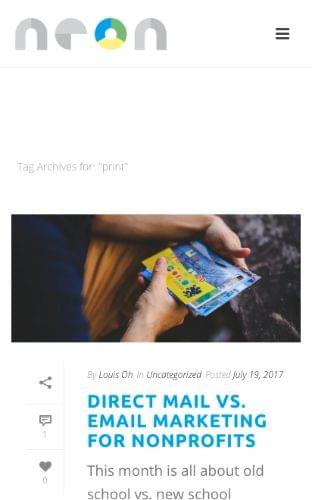 neon
Tag Archives for: "print"
By Louis Oh In Uncategorized Posted July 19, 2017
DIRECT MAIL VS.
EMAIL MARKETING
FOR NONPROFITS
1
0
This month is all about old
school vs. new school